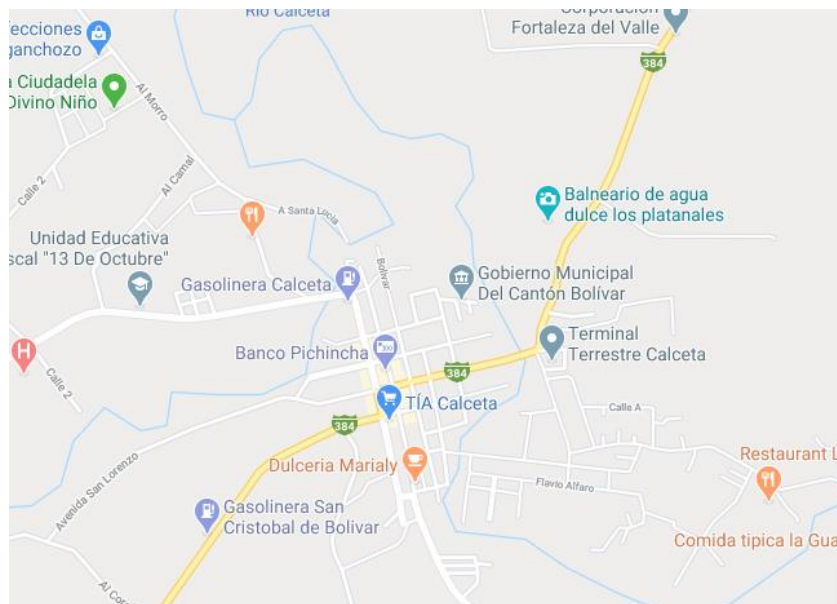 Río Calceta
Corporación
Fortaleza del Valle
384
fecciones
ganchozo
a Ciudadela
Divino Niño
Al Morro
Calle 2
Al Camal
A Santa Lucía
Balneario de agua
dulce los platanales
Unidad Educativa
scal "13 De Octubre"
Bolívar
Gasolinera Calceta
Gobierno Municipal
Del Cantón Bolívar
H
Banco Pichincha
Terminal
Terrestre Calceta
384
Calle 2
TÍA Calceta
Calle A
384
Dulceria Marialy
Restaurant L
Avenida San Lorenzo
Flavio Alfaro
Gasolinera San
Cristobal de Bolivar
Comida tipica la Gua